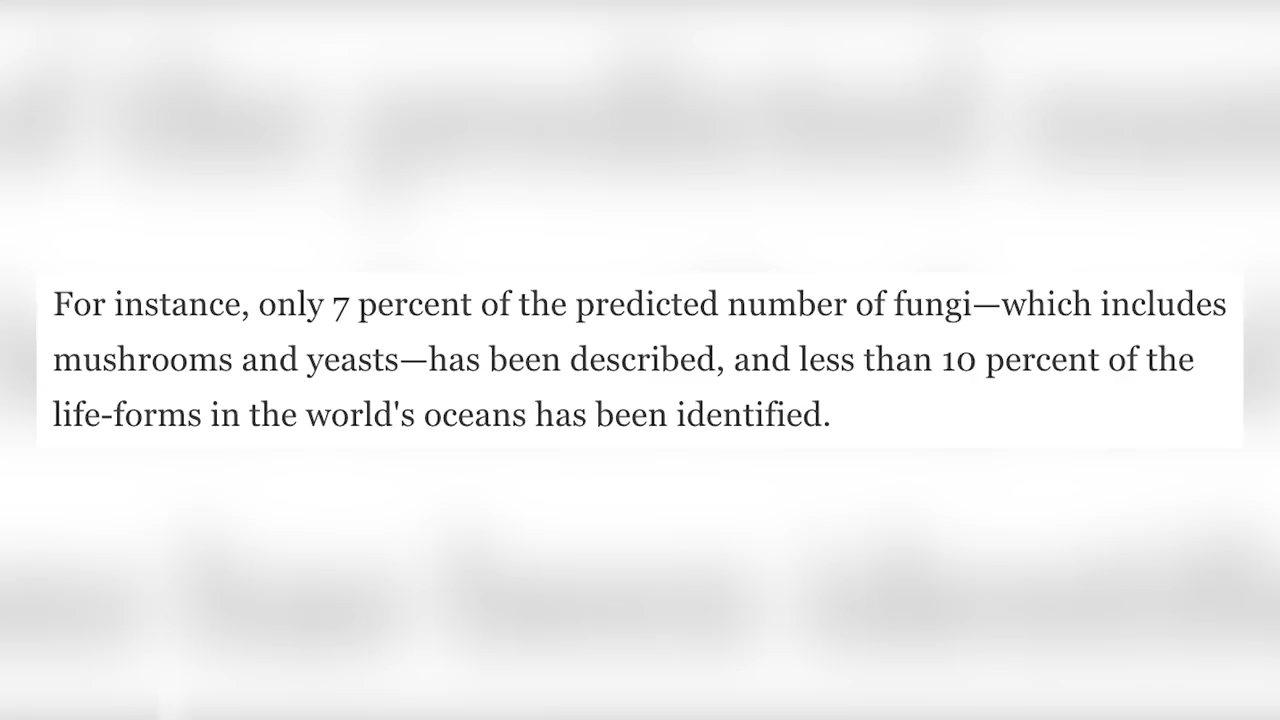 For instance, only 7 percent of the predicted number of fungi—which includes
mushrooms and yeasts—has been described, and less than 10 percent of the
life-forms in the world's oceans has been identified.